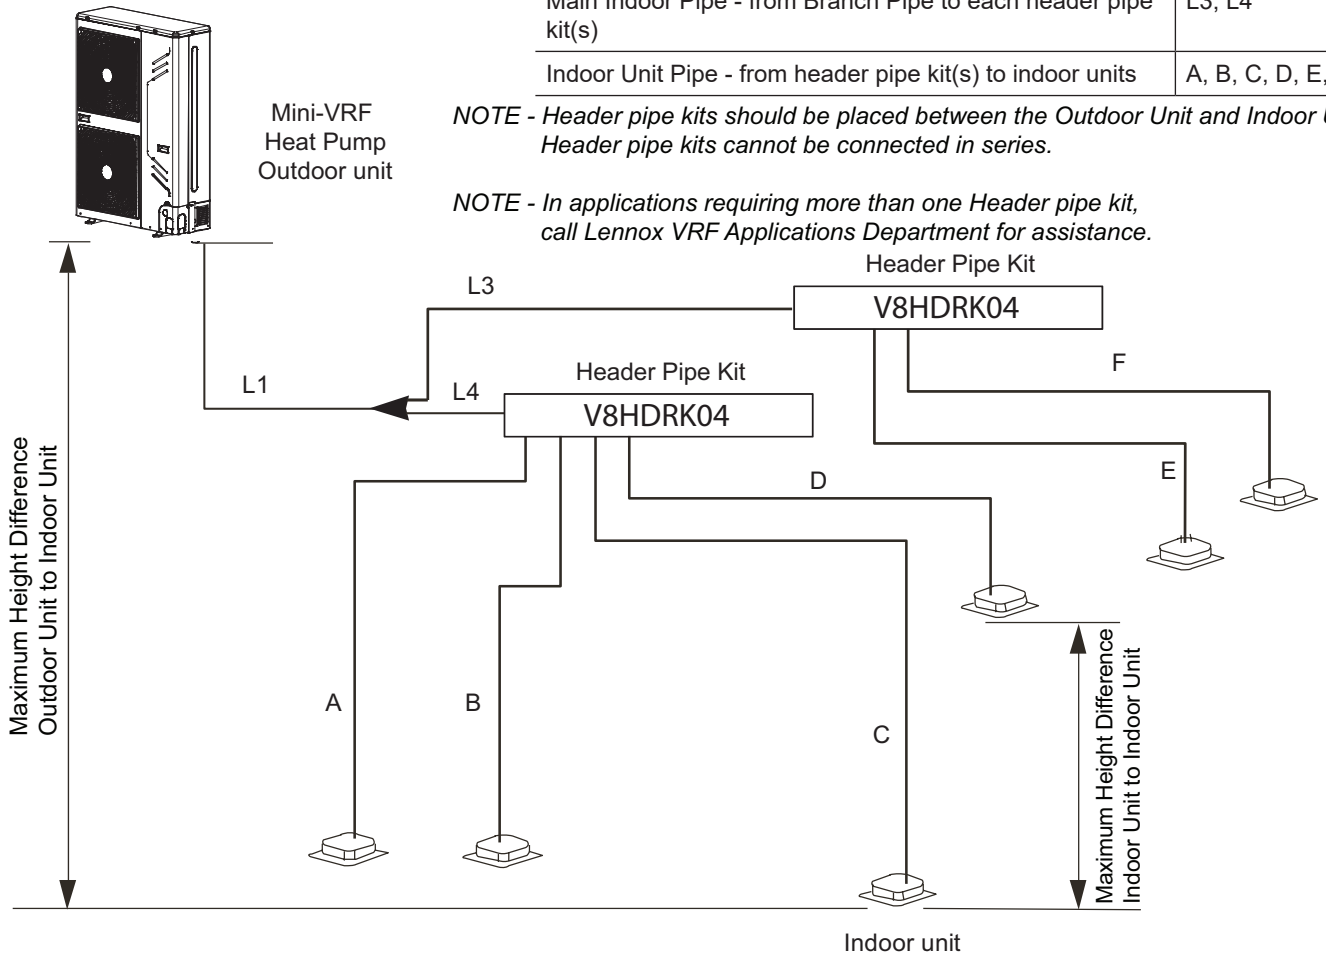 Main Indoor Pipe - from Branch Pipe to each header pipe
kit(s)
L3, L4
Indoor Unit Pipe - from header pipe kit(s) to indoor units
A, B, C, D, E,
Mini-VRF
Heat Pump
Outdoor unit
NOTE - Header pipe kits should be placed between the Outdoor Unit and Indoor
Header pipe kits cannot be connected in series.
NOTE - In applications requiring more than one Header pipe kit,
call Lennox VRF Applications Department for assistance.
Header Pipe Kit
V8HDRK04
L3
F
Header Pipe Kit
V8HDRK04
L1
L4
E
D
A
B
C
Maximum Height Difference
Outdoor Unit to Indoor Unit
Maximum Height Difference
Indoor Unit to Indoor Unit
Indoor unit